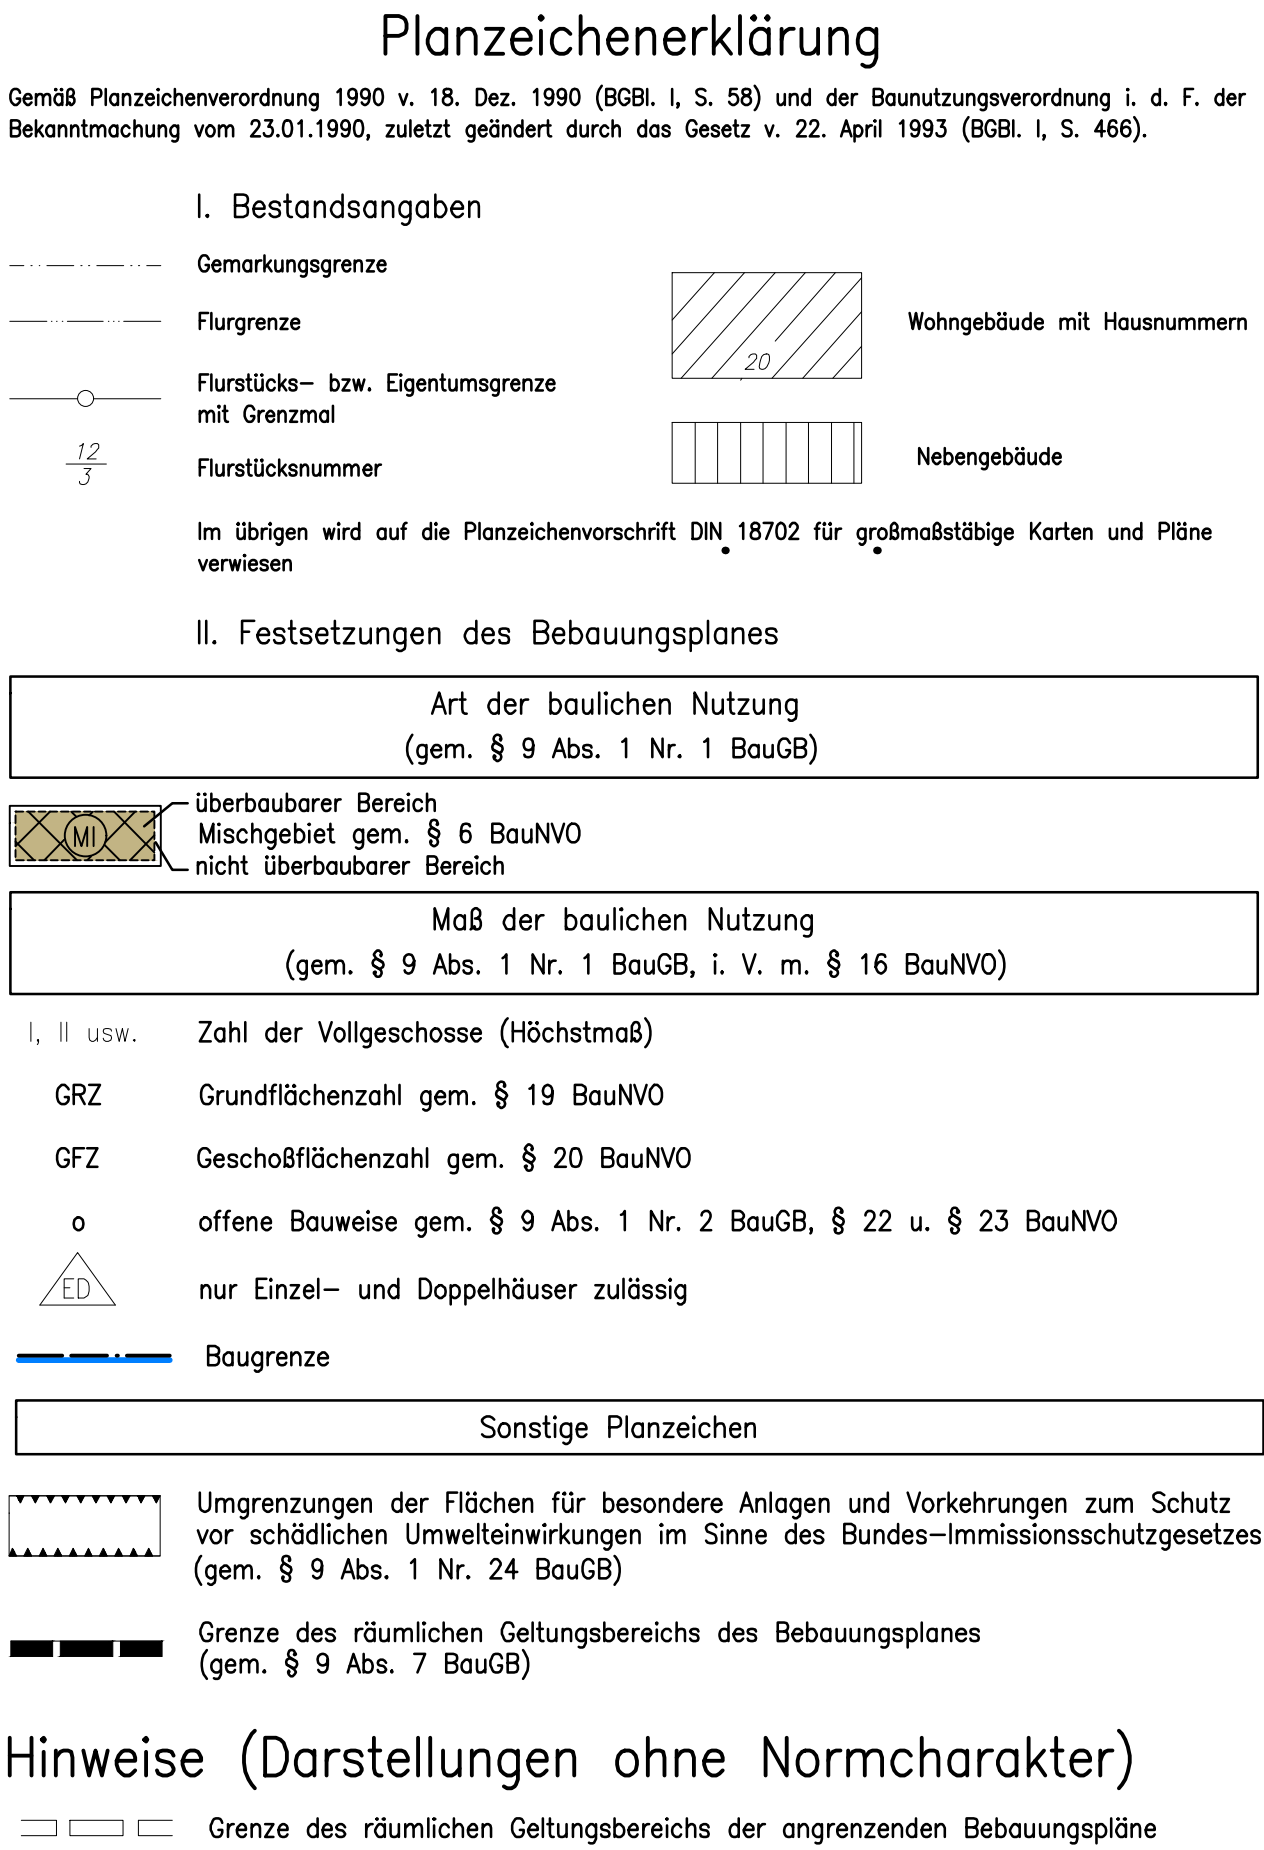 Planzeichenerklärung
Gemäß Planzeichenverordnung 1990 v. 18. Dez. 1990 (BGBl. I, S. 58) und der Baunutzungsverordnung i. d. F. der
Bekanntmachung vom 23.01.1990, zuletzt geändert durch das Gesetz v. 22. April 1993 (BGBl. I, S. 466).
I. Bestandsangaben
Gemarkungsgrenze
Flurgrenze
Flurstücks- bzw. Eigentumsgrenze
mit Grenzmal
12
3
Flurstücksnummer
20
Wohngebäude mit Hausnummern
Nebengebäude
Im übrigen wird auf die Planzeichenvorschrift DIN 18702 für großmaßstäbige Karten und Pläne
verwiesen
II. Festsetzungen des Bebauungsplanes
Art der baulichen Nutzung
(gem. § 9 Abs. 1 Nr. 1 BauGB)
überbaubarer Bereich
MI Mischgebiet gem. § 6 BauNVO
nicht überbaubarer Bereich
Maß der baulichen Nutzung
(gem. § 9 Abs. 1 Nr. 1 BauGB, i. V. m. § 16 BauNVO)
I, II usw. Zahl der Vollgeschosse (Höchstmaß)
GRZ Grundflächenzahl gem. § 19 BauNVO
GFZ Geschoßflächenzahl gem. § 20 BauNVO
o offene Bauweise gem. § 9 Abs. 1 Nr. 2 BauGB, § 22 u. § 23 BauNVO
ED nur Einzel- und Doppelhäuser zulässig
Baugrenze
Sonstige Planzeichen
Umgrenzungen der Flächen für besondere Anlagen und Vorkehrungen zum Schutz
vor schädlichen Umwelteinwirkungen im Sinne des Bundes-Immissionsschutzgesetzes
(gem. § 9 Abs. 1 Nr. 24 BauGB)
Grenze des räumlichen Geltungsbereichs des Bebauungsplanes
(gem. § 9 Abs. 7 BauGB)
Hinweise (Darstellungen ohne Normcharakter)
Grenze des räumlichen Geltungsbereichs der angrenzenden Bebauungspläne